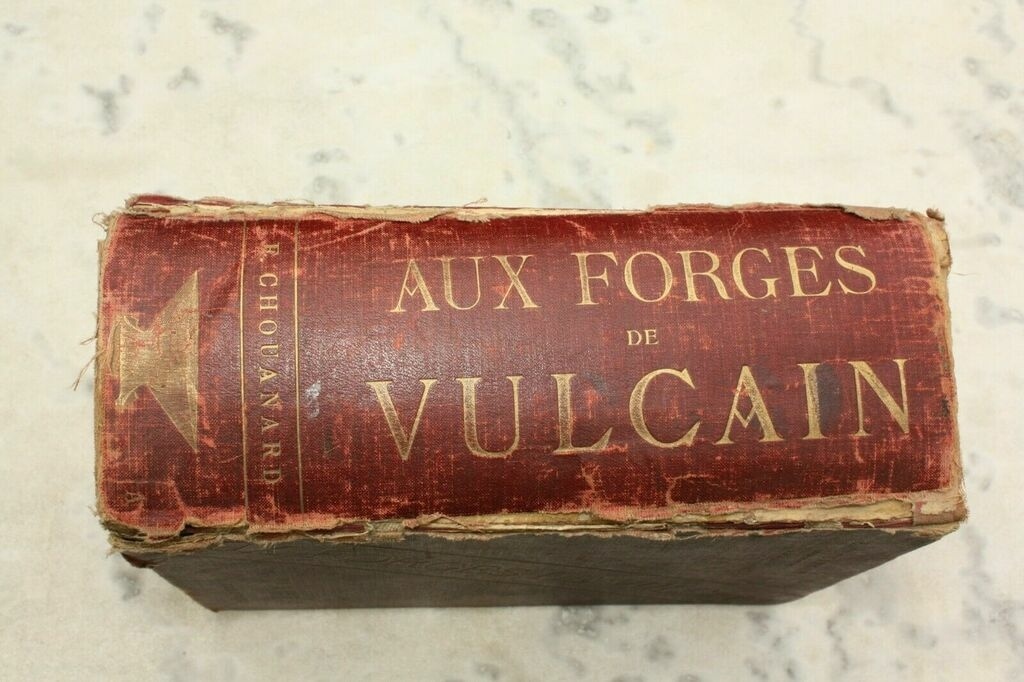 AUX FORGES
DE
VULCAIN
E. CHOUANARD